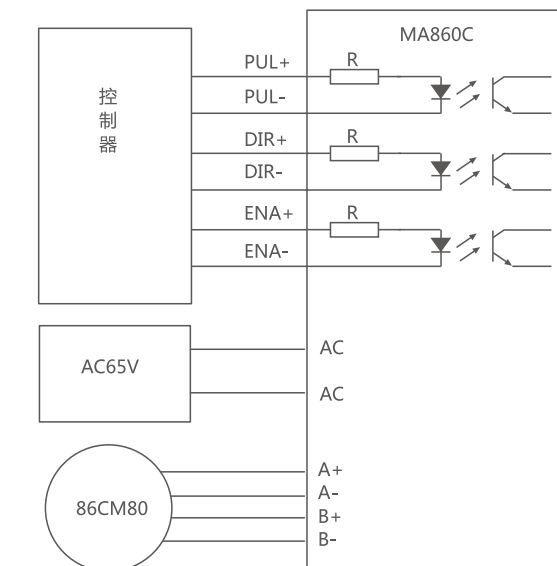 MA860C
控
制
器
PUL+
R
PUL-
DIR+
R
DIR-
ENA+
R
ENA-
AC65V
AC
AC
86CM80
A+
A-
B+
B-